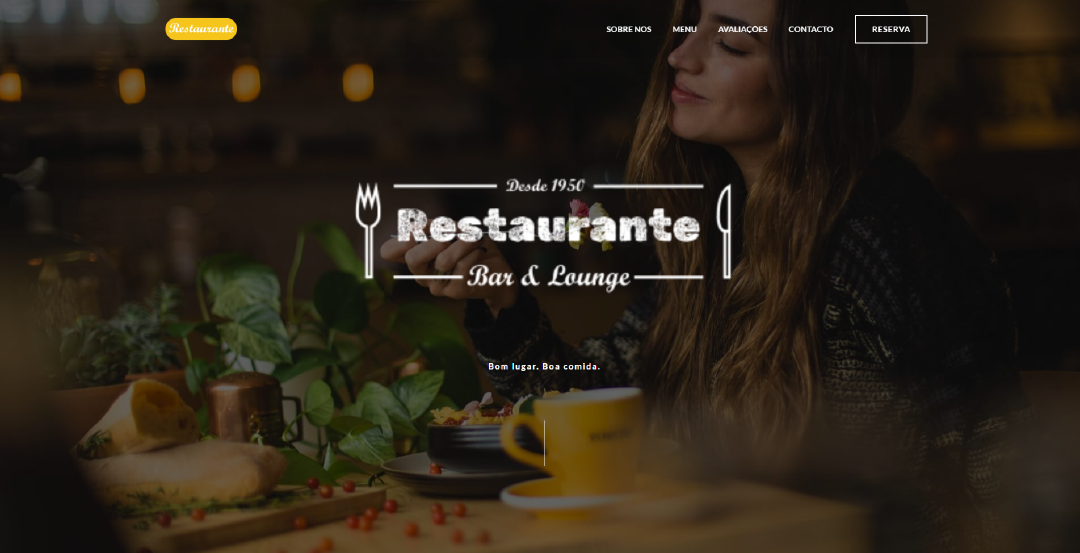 Restaurante
SOBRE NOS
MENU
AVALIAÇOES
CONTACTO
RESERVA
Desde 1950
Restaurante
Bar & Lounge
Bom lugar. Boa comida.